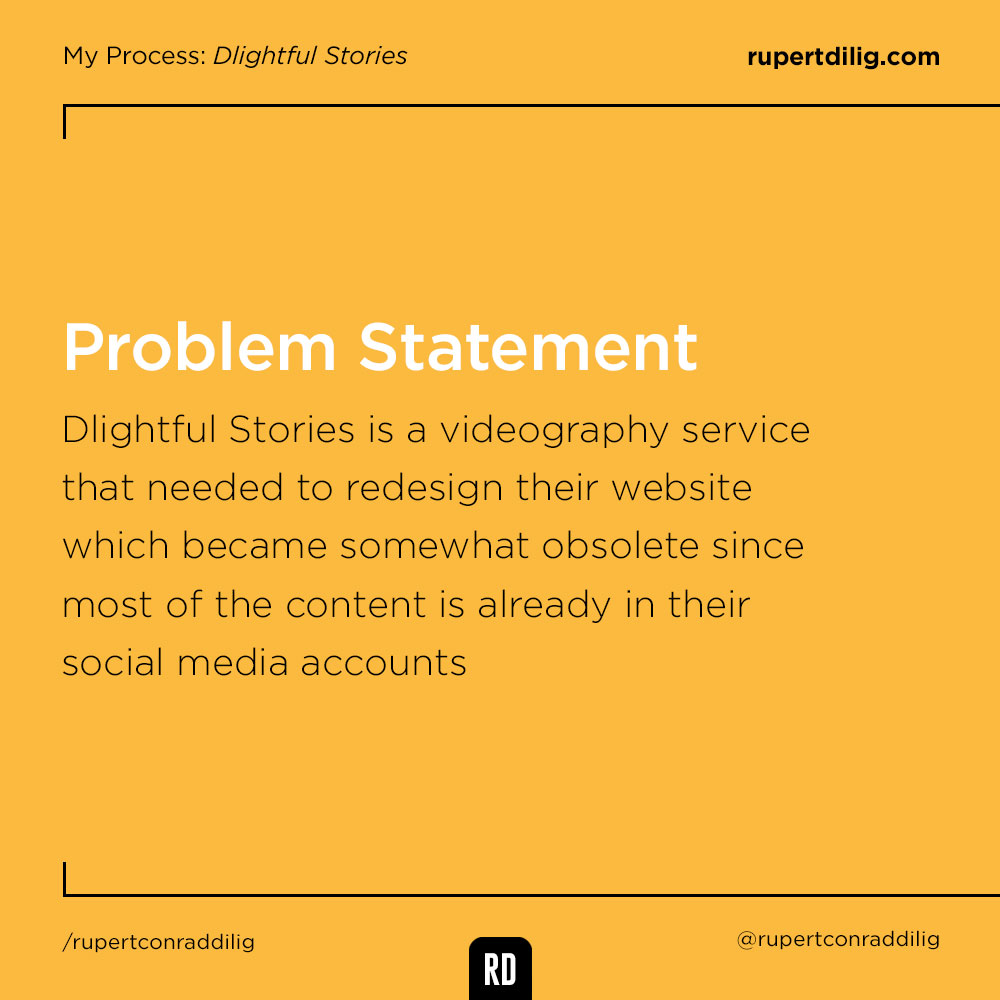 My Process: Dlightful Stories
rupertdilig.com
Problem Statement
Dlightful Stories is a videography service
that needed to redesign their website
which became somewhat obsolete since
most of the content is already in their
social media accounts
/rupertconraddilig
RD
@rupertconraddilig